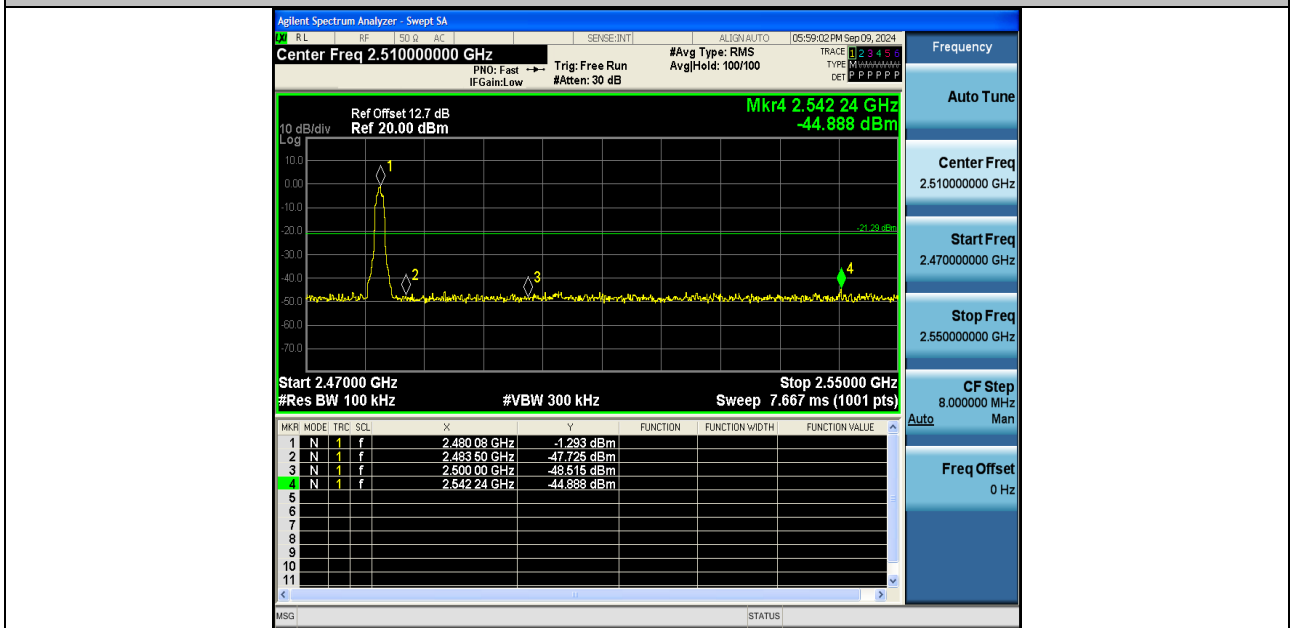 Agilent Spectrum Analyzer - Swept SA
LXI RL RF 50 Ω AC SENSE:INT ALIGN AUTO 05:59:02 PM Sep 09, 2024
Center Freq 2.510000000 GHz
PNO: Fast
IFGain:Low
Trig: Free Run
#Atten: 30 dB
#Avg Type: RMS
Avg|Hold: 100/100
TRACE 1 2 3 4 5 6
TYPE M W W W W W
DET P P P P P P
Mkr4 2.542 24 GHz
-44.888 dBm
Ref Offset 12.7 dB
10 dB/div Ref 20.00 dBm
Log
10.0
0.00
-10.0
-20.0
-30.0
-40.0
-50.0
-60.0
-70.0
1
2
3
4
-21.29 dBm
Start 2.47000 GHz Stop 2.55000 GHz
#Res BW 100 kHz #VBW 300 kHz Sweep 7.667 ms (1001 pts)
MKR MODE TRC SCL X Y FUNCTION FUNCTION WIDTH FUNCTION VALUE
1 N 1 f 2.480 08 GHz -1.293 dBm
2 N 1 f 2.483 50 GHz -47.725 dBm
3 N 1 f 2.500 00 GHz -48.515 dBm
4 N 1 f 2.542 24 GHz -44.888 dBm
5
6
7
8
9
10
11
MSG STATUS
Frequency
Auto Tune
Center Freq
2.510000000 GHz
Start Freq
2.470000000 GHz
Stop Freq
2.550000000 GHz
CF Step
8.000000 MHz
Auto Man
Freq Offset
0 Hz